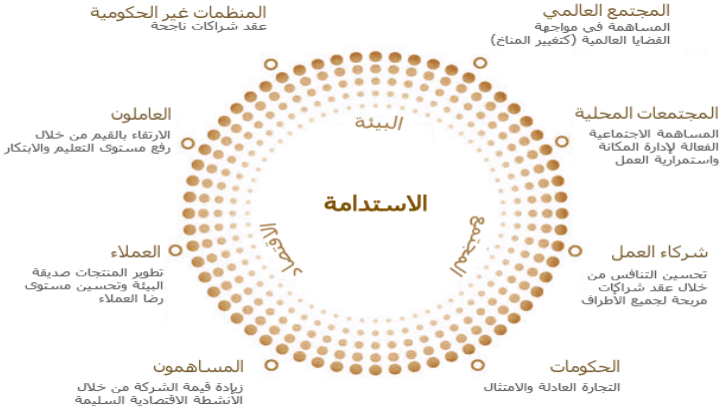 المجتمع العالمي
المساهمة في مواجهة
القضايا العالمية (كتغيير المناخ)
المجتمعات المحلية
المساهمة الاجتماعية
الفعالة لإدارة المكانة
واستمرارية العمل
شركاء العمل
تحسين التنافس من
خلال عقد شراكات
مربحة لجميع الأطراف
الحكومات
التجارة العادلة والامتثال
البيئة
الاستدامة
المجتمع
الاقتصاد
المنظمات غير الحكومية
عقد شراكات ناجحة
العاملون
الارتقاء بالقيم من خلال
رفع مستوى التعليم والابتكار
العملاء
تطوير المنتجات صديقة
البيئة وتحسين مستوى
رضا العملاء
المساهمون
زيادة قيمة الشركة من خلال
الأنشطة الاقتصادية السليمة